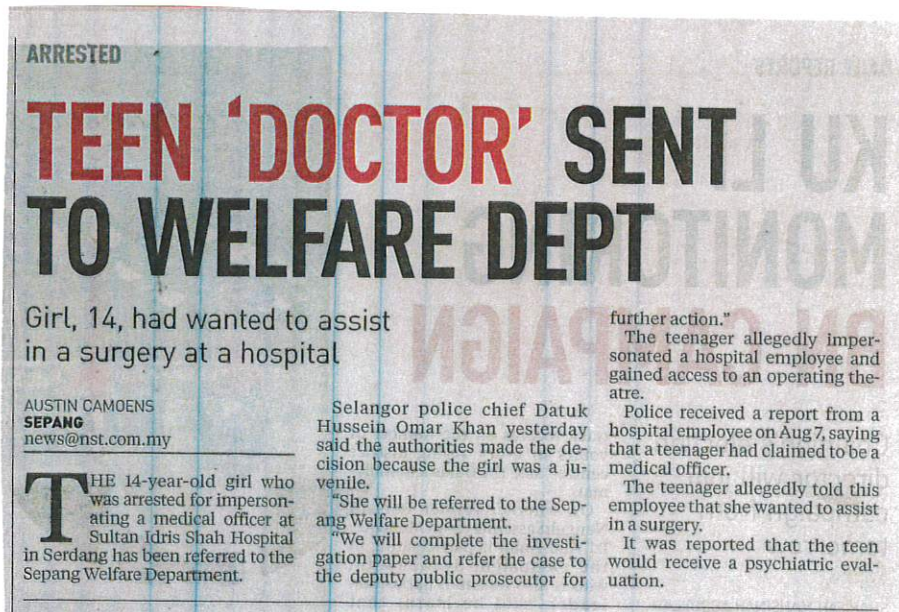 ARRESTED
TEEN 'DOCTOR' SENT
TO WELFARE DEPT
Girl, 14, had wanted to assist
in a surgery at a hospital
AUSTIN CAMOENS
SEPANG
news@nst.com.my
THE 14-year-old girl who
was arrested for imperson-
ating a medical officer at
Sultan Idris Shah Hospital
in Serdang has been referred to the
Sepang Welfare Department.
Selangor police chief Datuk
Hussein Omar Khan yesterday
said the authorities made the de-
cision because the girl was a ju-
venile.
"She will be referred to the Sep-
ang Welfare Department.
"We will complete the investi-
gation paper and refer the case to
the deputy public prosecutor for
further action."
The teenager allegedly imper-
sonated a hospital employee and
gained access to an operating the-
atre.
Police received a report from a
hospital employee on Aug 7, saying
that a teenager had claimed to be a
medical officer.
The teenager allegedly told this
employee that she wanted to assist
in a surgery.
It was reported that the teen
would receive a psychiatric eval-
uation.